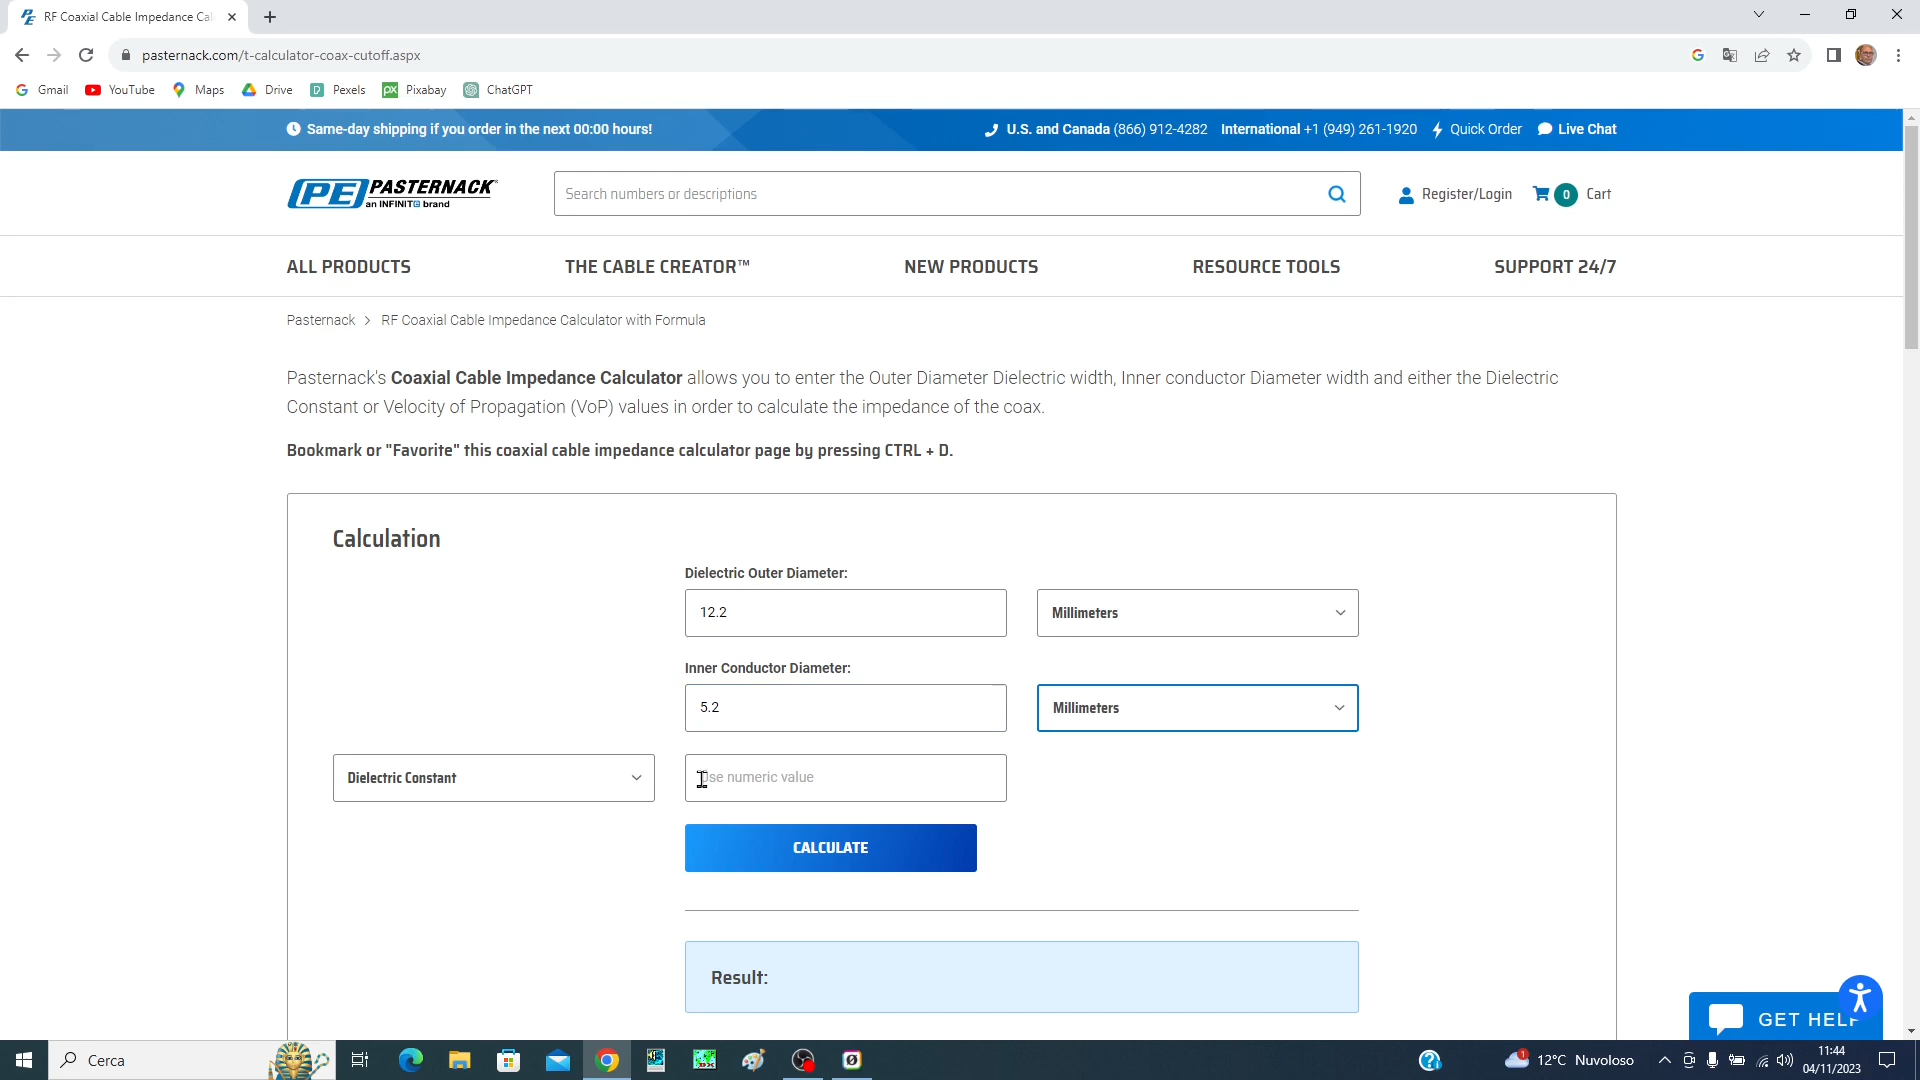 RF Coaxial Cable Impedance Cal
pasternack.com/t-calculator-coax-cutoff.aspx
Gmail YouTube Maps Drive Pexels Pixabay ChatGPT
Same-day shipping if you order in the next 00:00 hours! U.S. and Canada (866) 912-4282 International +1 (949) 261-1920 Quick Order Live Chat
PE PASTERNACK®
an INFINITE brand
Search numbers or descriptions
Register/Login 0 Cart
ALL PRODUCTS THE CABLE CREATOR™ NEW PRODUCTS RESOURCE TOOLS SUPPORT 24/7
Pasternack > RF Coaxial Cable Impedance Calculator with Formula
Pasternack's Coaxial Cable Impedance Calculator allows you to enter the Outer Diameter Dielectric width, Inner conductor Diameter width and either the Dielectric
Constant or Velocity of Propagation (VoP) values in order to calculate the impedance of the coax.
Bookmark or "Favorite" this coaxial cable impedance calculator page by pressing CTRL + D.
Calculation
Dielectric Outer Diameter:
12.2 Millimeters
Inner Conductor Diameter:
5.2 Millimeters
Dielectric Constant Use numeric value
CALCULATE
Result:
GET HELP
Cerca 12°C Nuvoloso 11:44
04/11/2023